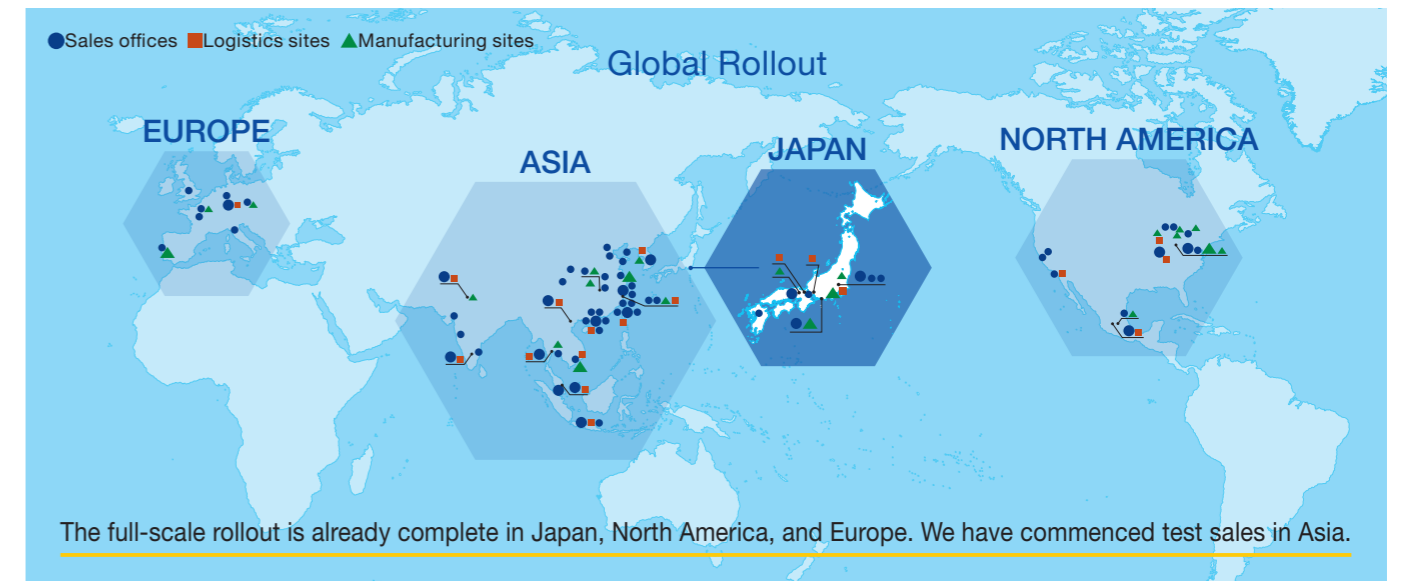 Sales offices Logistics sites Manufacturing sites
Global Rollout
EUROPE
ASIA
JAPAN
NORTH AMERICA
The full-scale rollout is already complete in Japan, North America, and Europe. We have commenced test sales in Asia.